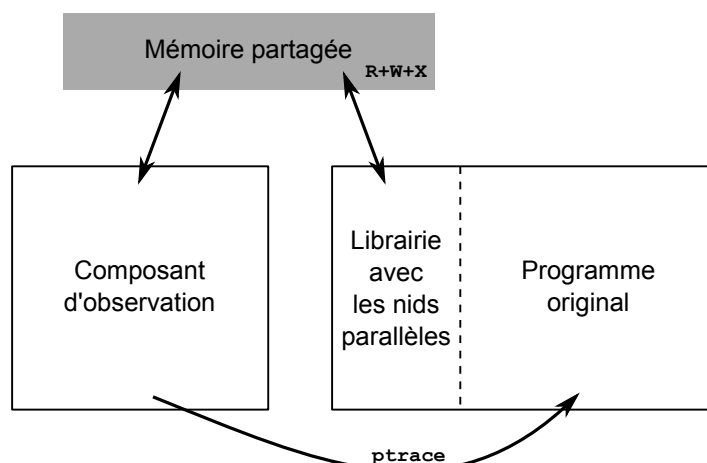 Mémoire partagée
R+W+X
Composant
d'observation
Librairie
avec
les nids
parallèles
Programme
original
ptrace